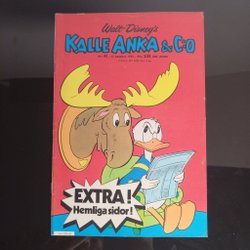 Walt Disney's
KALLE ANKA & C:O
EXTRA!
Hemliga sidor!